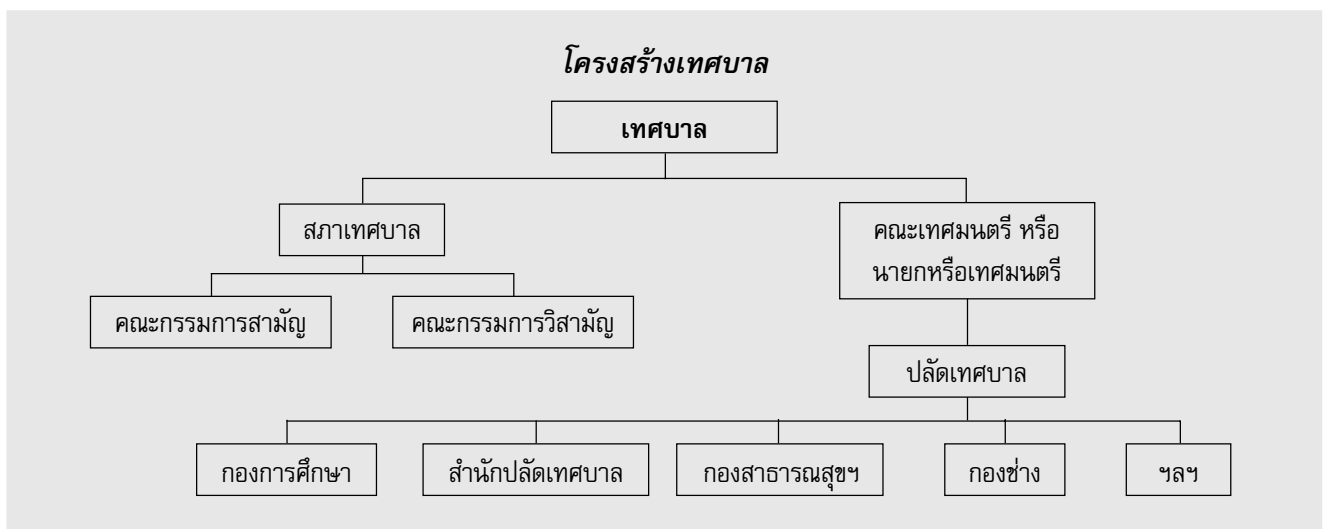 โครงสร้างเทศบาล
เทศบาล
สภาเทศบาล
คณะเทศมนตรี หรือ
นายกหรือเทศมนตรี
คณะกรรมการสามัญ
คณะกรรมการวิสามัญ
ปลัดเทศบาล
กองการศึกษา
สำนักปลัดเทศบาล
กองสาธารณสุขฯ
กองช่าง
ฯลฯ